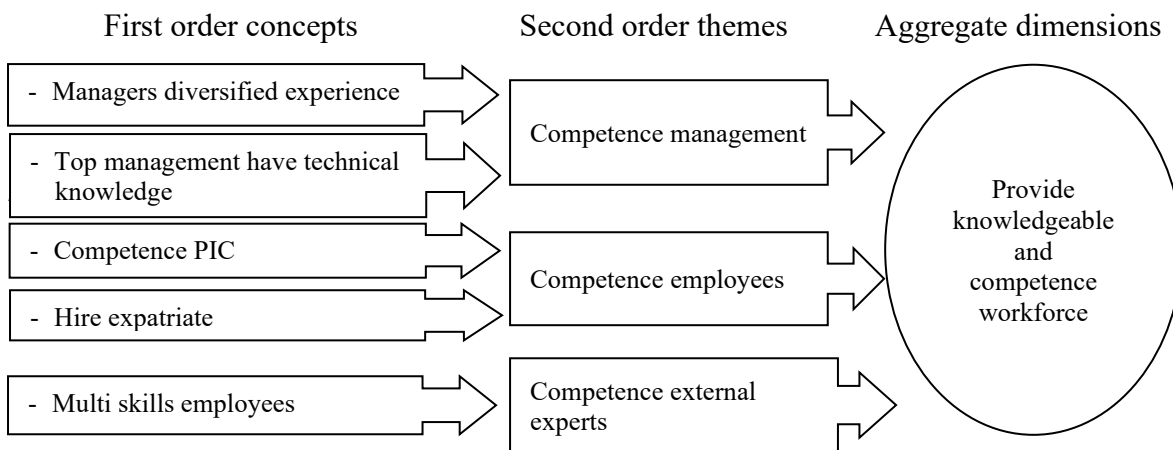 First order concepts
Second order themes
Aggregate dimensions
- Managers diversified experience
- Top management have technical
knowledge
- Competence PIC
- Hire expatriate
- Multi skills employees
Competence management
Competence employees
Competence external
experts
Provide
knowledgeable
and
competence
workforce